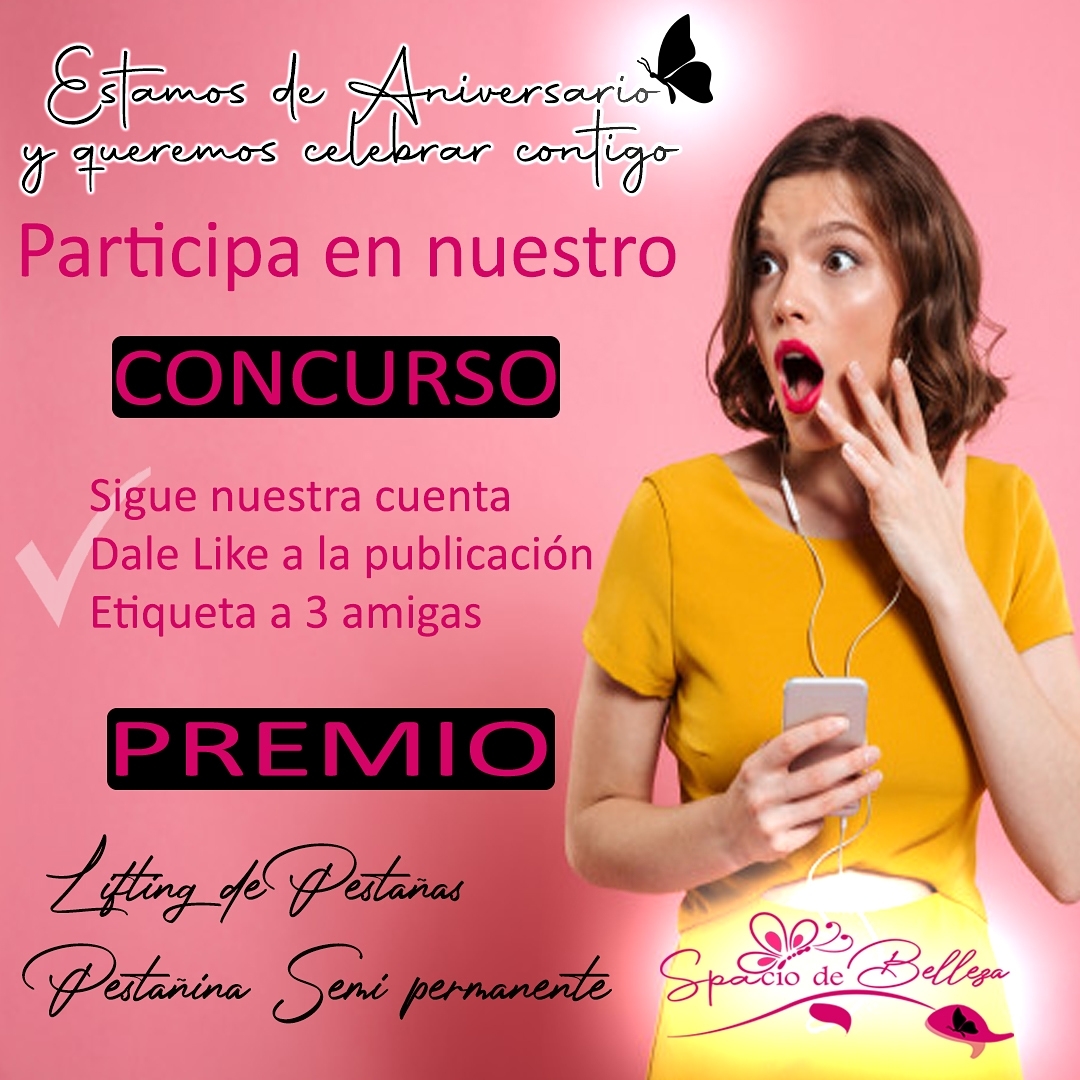 Estamos de Aniversario
y queremos celebrar contigo
Participa en nuestro
CONCURSO
Sigue nuestra cuenta
Dale Like a la publicación
Etiqueta a 3 amigas
PREMIO
Lifting de Pestañas
Pestañina Semi permanente
Spacio de Belleza